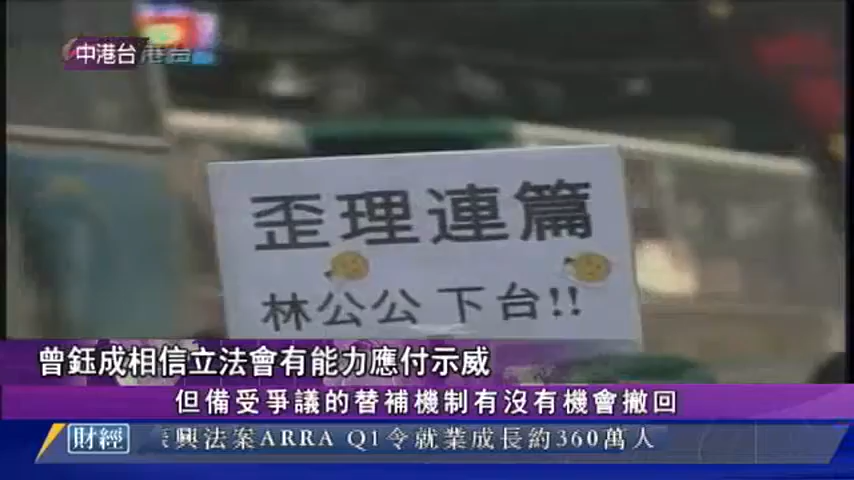 中港台
港台
歪理連篇
林公公 下台!!
曾鈺成相信立法會有能力應付示威
但備受爭議的替補機制有沒有機會撤回
財經
興法案ARRA Q1令就業成長約360萬人